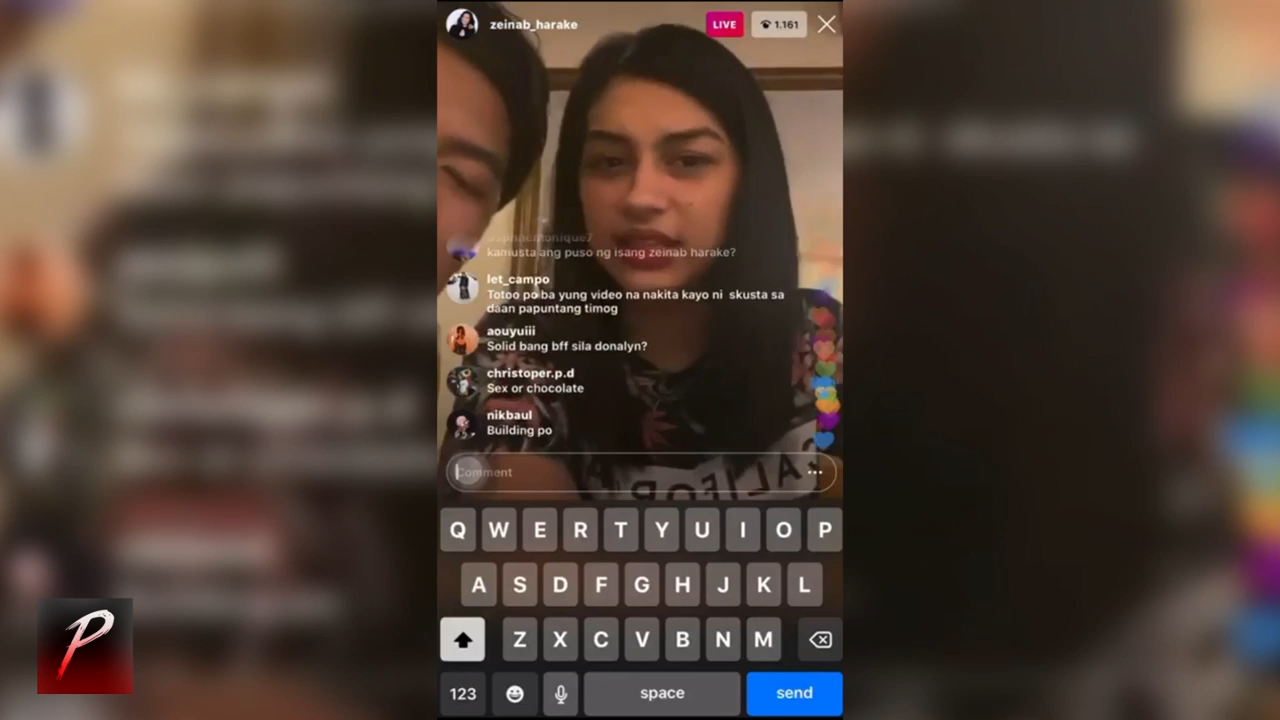 zeinab_harake
LIVE
1.161
kamusta ang puso ng isang zeinab harake?
let_campo
Totoo po ba yung video na nakita kayo ni skusta sa
daan papuntang timog
aouyuiii
Solid bang bff sila donalyn?
christoper.p.d
Sex or chocolate
nikbaul
Building po
Comment
CALIFOR
Q W E R T Y U I O P
A S D F G H J K L
Z X C V B N M
123
space
send
P